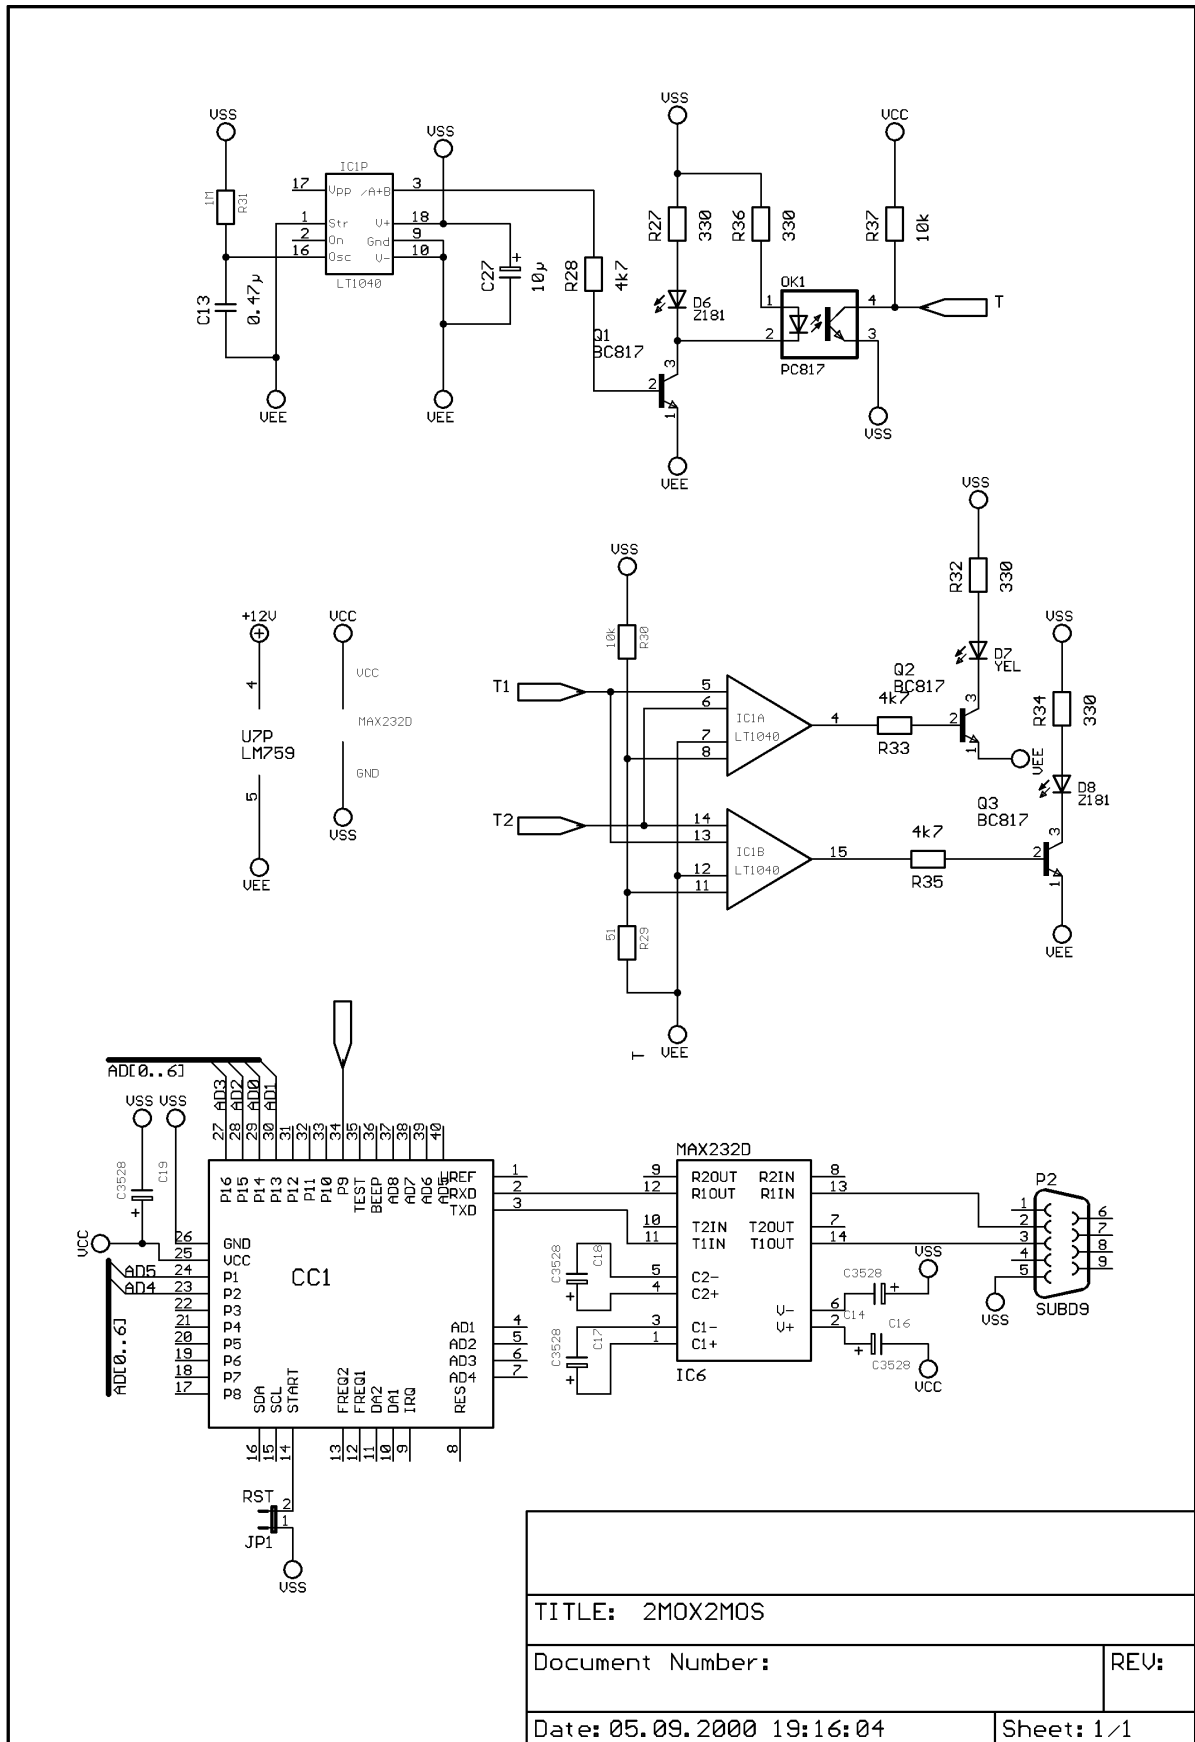 VSS
1M
R31
C13
0.47µ
VEE
IC1P
17
Vpp
/A+B
3
1
Str
V+
18
2
On
Gnd
9
16
Osc
V-
10
LT1040
VSS
C27
+
10µ
VEE
R28
4k7
VSS
R27
330
R36
330
D6
Z181
Q1
BC817
2
3
1
VEE
VCC
R37
10k
OK1
1
4
2
3
PC817
T
VSS
+12V
4
U7P
LM759
5
VEE
VCC
VCC
MAX232D
GND
VSS
VSS
10k
R30
T1
5
6
IC1A
7
LT1040
8
4
4k7
R33
Q2
BC817
2
3
1
VEE
VSS
R32
330
D7
YEL
T2
14
13
IC1B
12
LT1040
11
15
4k7
R35
Q3
BC817
2
3
1
VEE
VSS
R34
330
D8
Z181
51
R29
VEE
T
AD[0..6]
AD3
AD2
AD0
AD1
VSS
VSS
C3528
C19
+
VCC
27
28
29
30
31
32
33
34
35
36
37
38
39
40
P16
P15
P14
P13
P12
P11
P10
P9
TEST
BEEP
AD8
AD7
AD6
AD5
VREF
1
RXD
2
TXD
3
26
GND
25
VCC
AD5
24
P1
AD4
23
P2
22
P3
21
P4
20
P5
19
P6
18
P7
17
P8
AD[0..6]
CC1
AD1
4
AD2
5
AD3
6
AD4
7
SDA
SCL
START
FREQ2
FREQ1
DA2
DA1
IRQ
RES
16
15
14
13
12
11
10
9
8
RST
2
1
JP1
VSS
MAX232D
9
R2OUT
R2IN
8
12
R1OUT
R1IN
13
10
T2IN
T2OUT
7
11
T1IN
T1OUT
14
C3528
C18
+
5
C2-
4
C2+
C3528
C17
+
3
C1-
1
C1+
V-
6
V+
2
IC6
C3528
+
C14
VSS
C16
+
C3528
VCC
P2
1
2
3
4
5
6
7
8
9
SUBD9
VSS
TITLE: 2MOX2MOS
Document Number:
REV:
Date: 05.09.2000 19:16:04
Sheet: 1/1